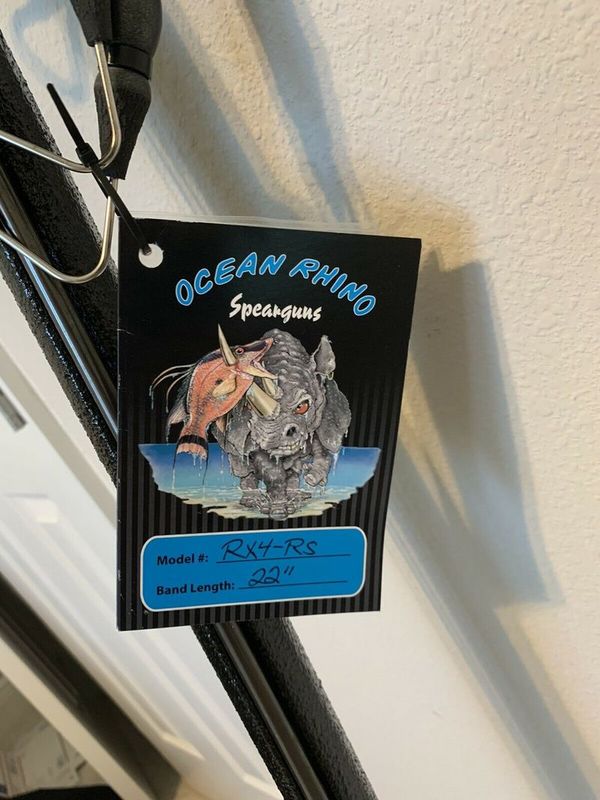 OCEAN RHINO
Spearguns
Model #: RX4-RS
Band Length: 22"